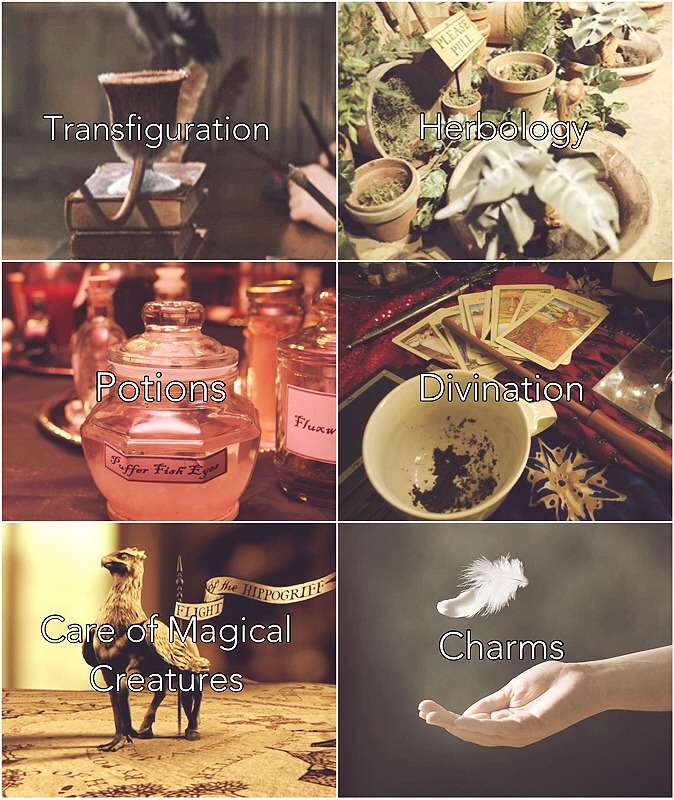 Transfiguration
PLEASE
PULL
Herbology
Potions
Puffer Fish Eyes
Fluxw
Divination
of the HIPPOGRIFF
FLIGHT
Care of Magical
Creatures
Charms